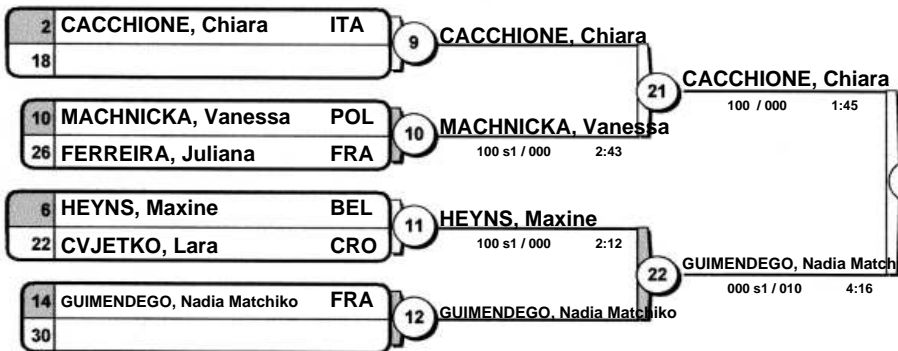 2 CACCHIONE, Chiara ITA
18
9 CACCHIONE, Chiara
10 MACHNICKA, Vanessa POL
26 FERREIRA, Juliana FRA
10 MACHNICKA, Vanessa
100 s1 / 000 2:43
21 CACCHIONE, Chiara
100 / 000 1:45
6 HEYNS, Maxine BEL
22 CVJETKO, Lara CRO
11 HEYNS, Maxine
100 s1 / 000 2:12
14 GUIMENDEGO, Nadia Matchiko FRA
30
12 GUIMENDEGO, Nadia Matchiko
22 GUIMENDEGO, Nadia Match
000 s1 / 010 4:16